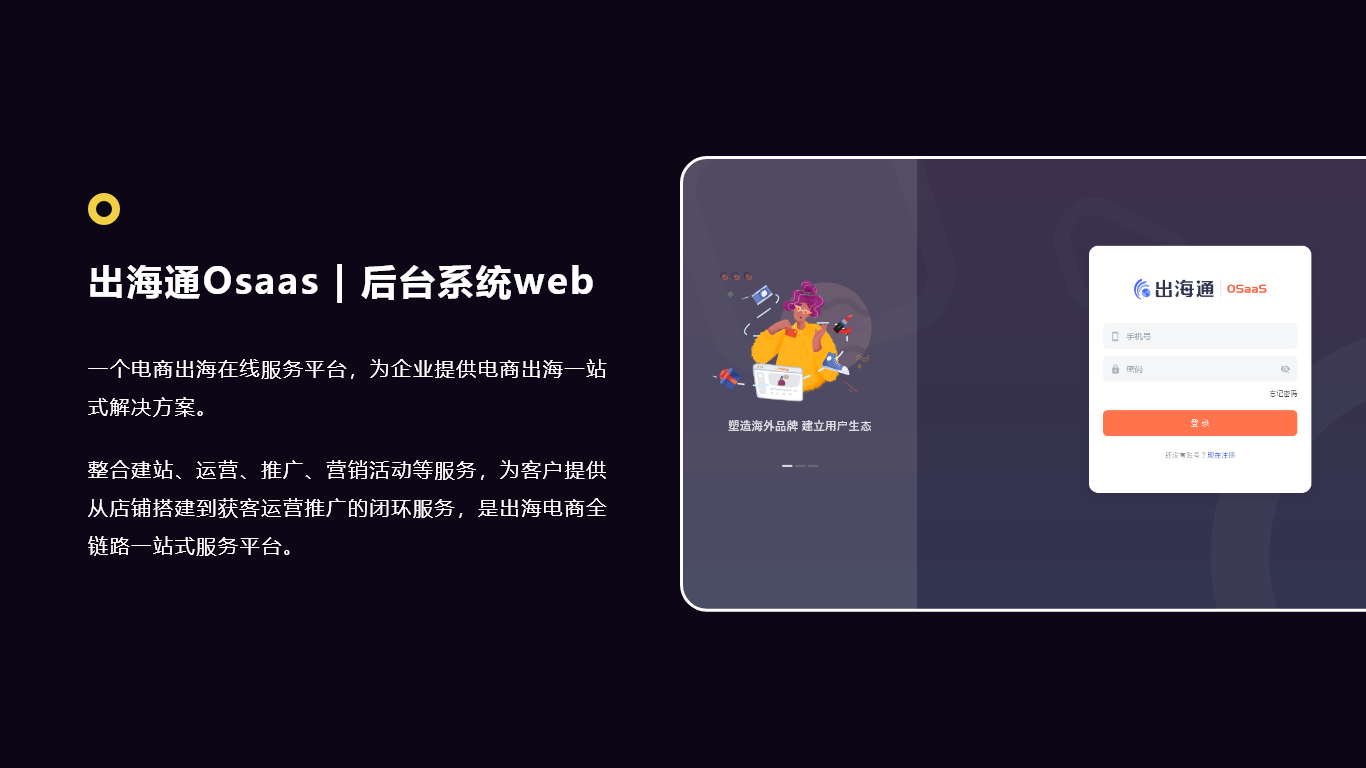 出海通Osaas | 后台系统web
一个电商出海在线服务平台，为企业提供电商出海一站
式解决方案。
整合建站、运营、推广、营销活动等服务，为客户提供
从店铺搭建到获客运营推广的闭环服务，是出海电商全
链路一站式服务平台。
塑造海外品牌 建立用户生态
出海通 | OSaaS
手机号
密码
忘记密码
登 录
还没有账号？现在注册